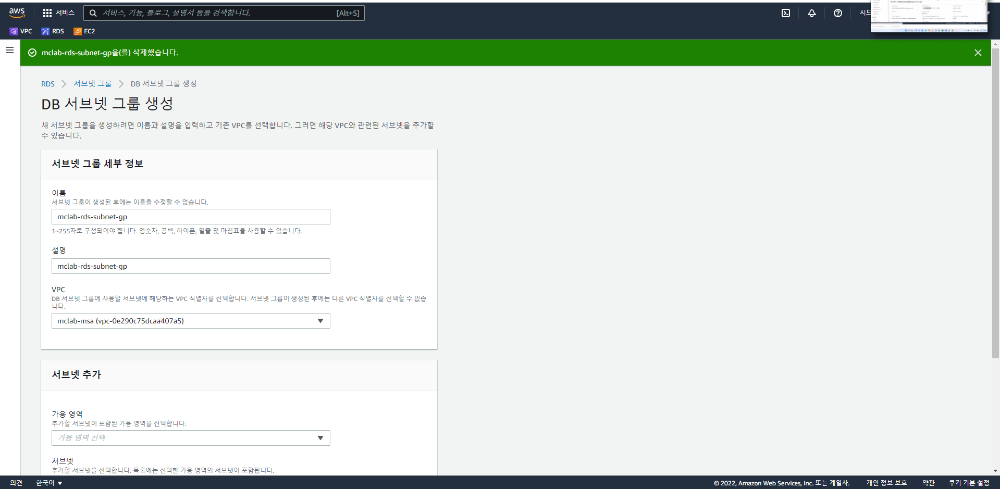 aws
서비스
서비스, 기능, 블로그, 설명서 등을 검색합니다.
[Alt+S]
시드
VPC
RDS
EC2
mclab-rds-subnet-gp을(를) 삭제했습니다.
RDS
서브넷 그룹
DB 서브넷 그룹 생성
DB 서브넷 그룹 생성
새 서브넷 그룹을 생성하려면 이름과 설명을 입력하고 기존 VPC를 선택합니다. 그러면 해당 VPC와 관련된 서브넷을 추가할
수 있습니다.
서브넷 그룹 세부 정보
이름
서브넷 그룹이 생성된 후에는 이름을 수정할 수 없습니다.
mclab-rds-subnet-gp
1~255자로 구성되어야 합니다. 영숫자, 공백, 하이픈, 밑줄 및 마침표를 사용할 수 있습니다.
설명
mclab-rds-subnet-gp
VPC
DB 서브넷 그룹에 사용할 서브넷에 해당하는 VPC 식별자를 선택합니다. 서브넷 그룹이 생성된 후에는 다른 VPC 식별자를 선택할 수 없습
니다.
mclab-msa (vpc-0e290c75dcaa407a5)
서브넷 추가
가용 영역
추가할 서브넷이 포함된 가용 영역을 선택합니다.
가용 영역 선택
서브넷
추가할 서브넷을 선택합니다. 목록에는 선택한 가용 영역의 서브넷이 포함됩니다.
의견
한국어
© 2022, Amazon Web Services, Inc. 또는 계열사.
개인 정보 보호
약관
쿠키 기본 설정